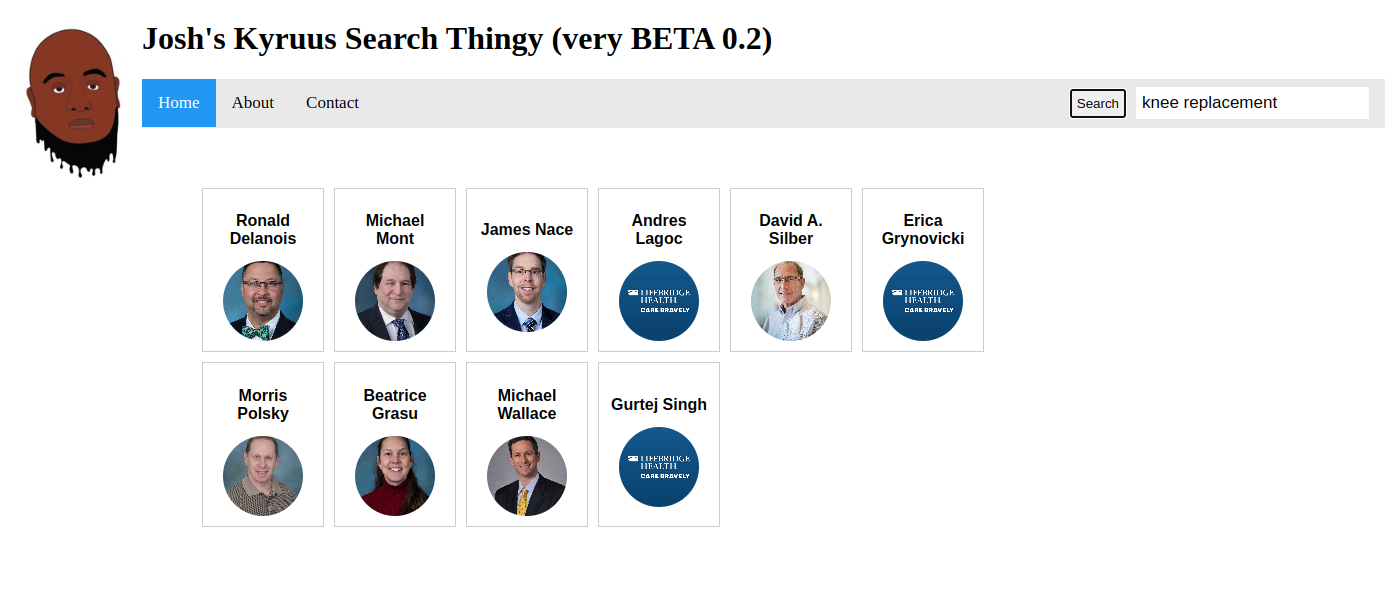 Josh's Kyruus Search Thingy (very BETA 0.2)
Home About Contact Search knee replacement
Ronald Delanois
Michael Mont
James Nace
Andres Lagoc
LIFEBRIDGE
HEALTH
CARE BRAVELY
David A. Silber
Erica Grynovicki
LIFEBRIDGE
HEALTH
CARE BRAVELY
Morris Polsky
Beatrice Grasu
Michael Wallace
Gurtej Singh
LIFEBRIDGE
HEALTH
CARE BRAVELY